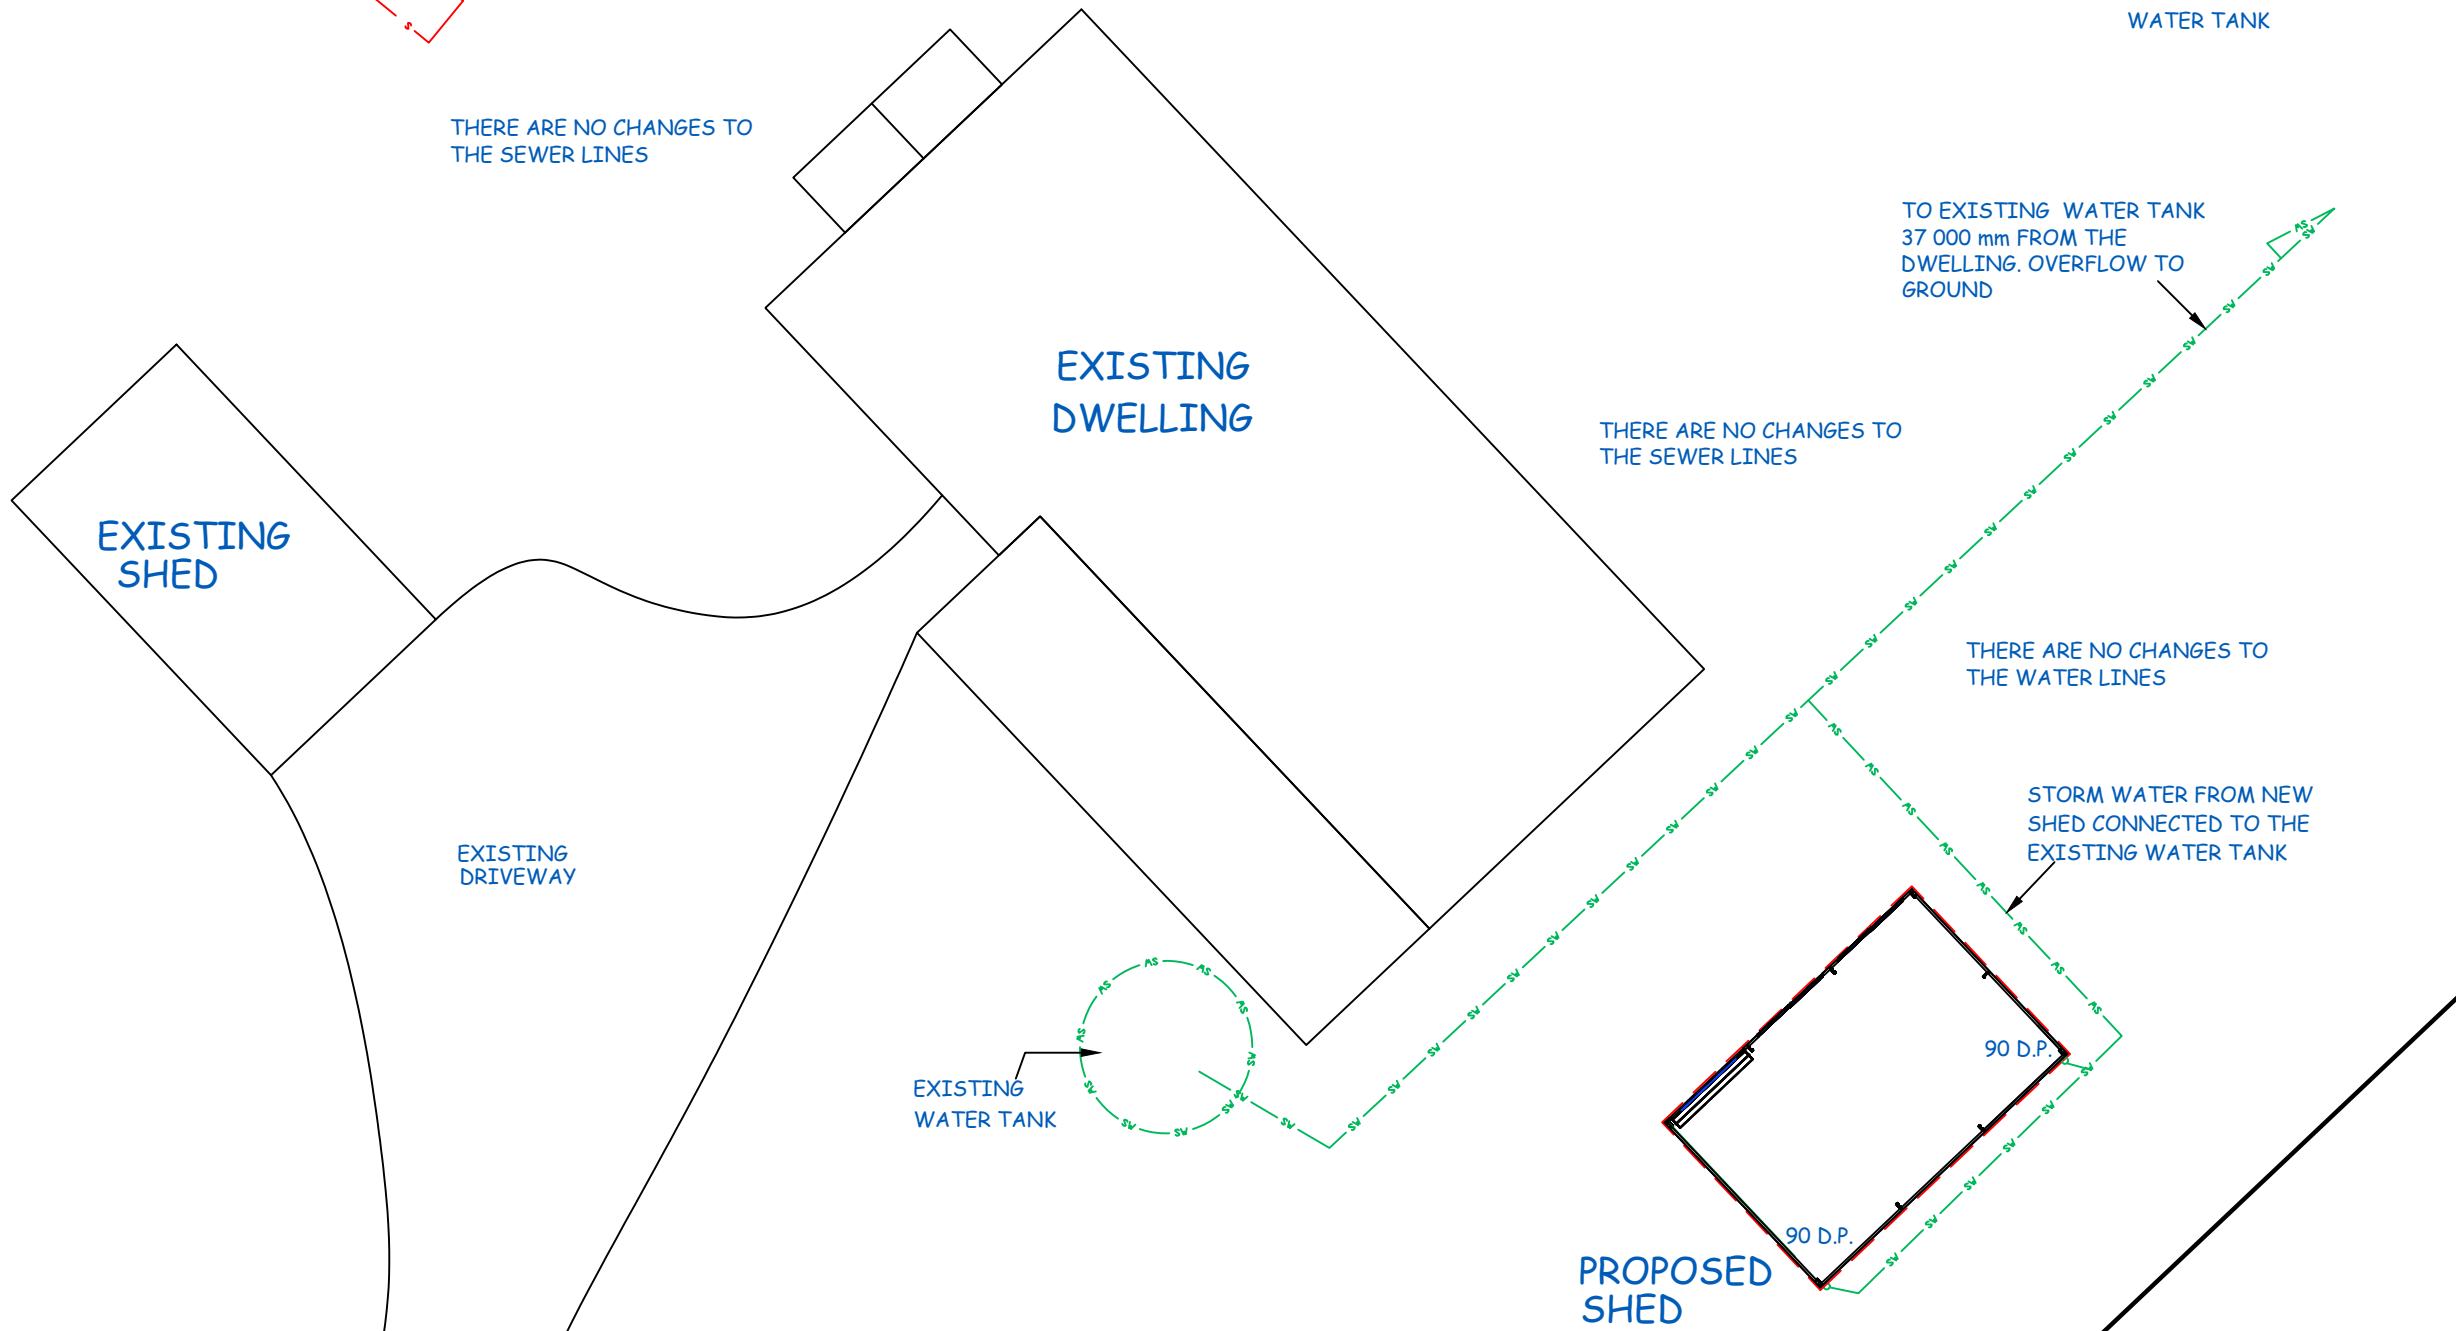 WATER TANK
THERE ARE NO CHANGES TO
THE SEWER LINES
TO EXISTING WATER TANK
37 000 mm FROM THE
DWELLING. OVERFLOW TO
GROUND
EXISTING
DWELLING
THERE ARE NO CHANGES TO
THE SEWER LINES
EXISTING
SHED
THERE ARE NO CHANGES TO
THE WATER LINES
STORM WATER FROM NEW
SHED CONNECTED TO THE
EXISTING WATER TANK
EXISTING
DRIVEWAY
EXISTING
WATER TANK
90 D.P.
90 D.P.
PROPOSED
SHED